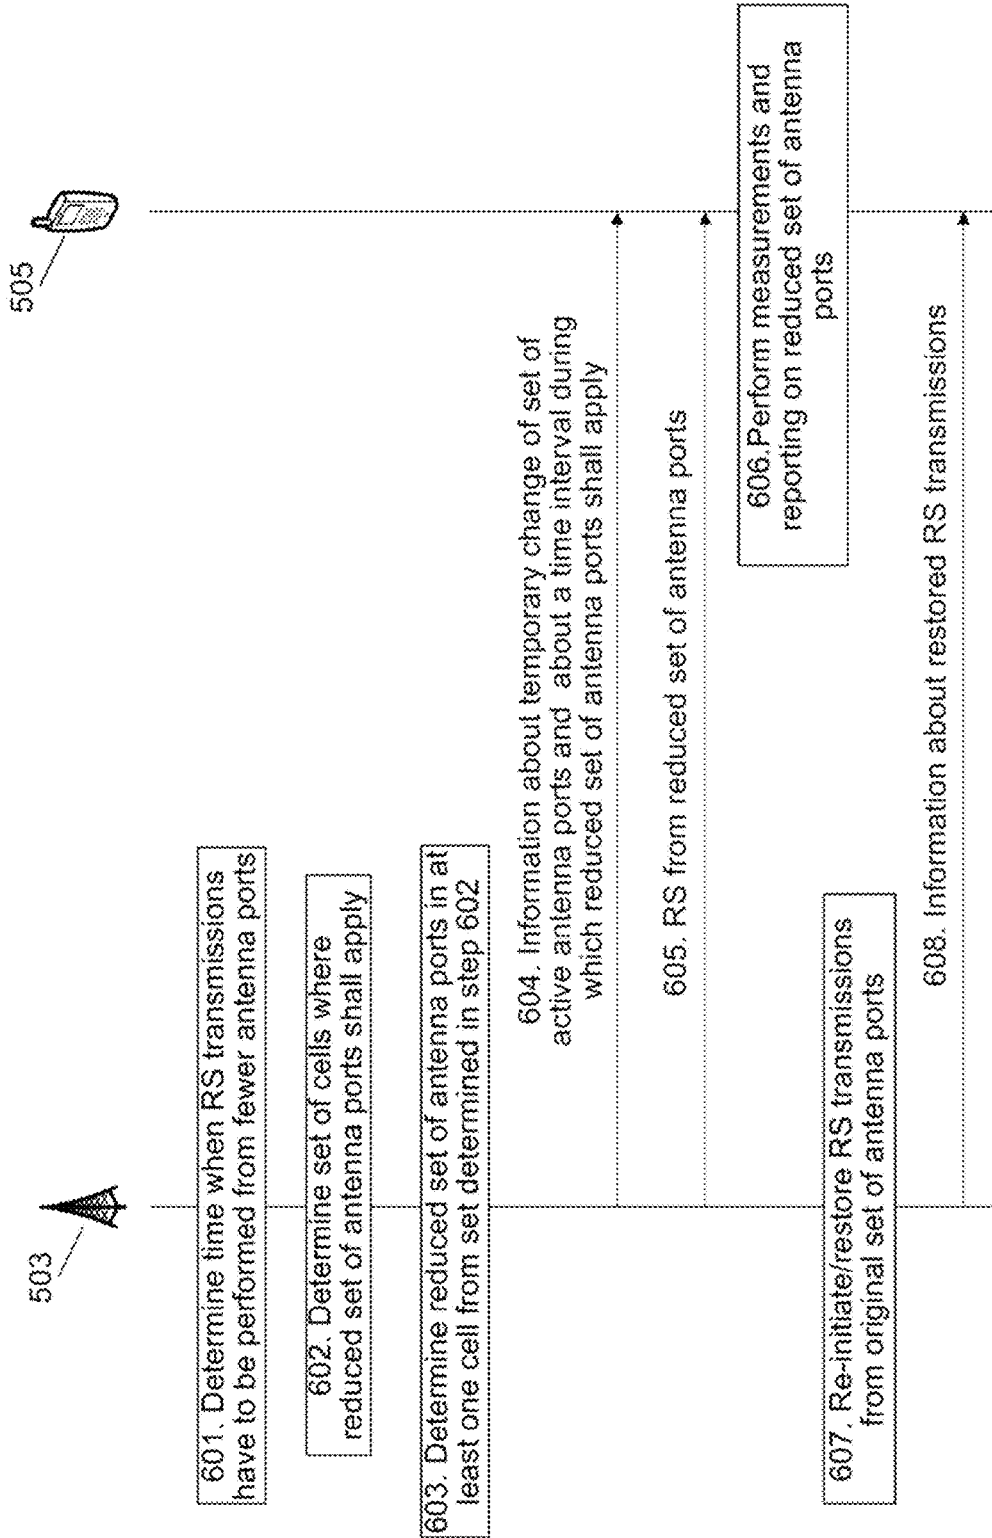 503
505
601. Determine time when RS transmissions
have to be performed from fewer antenna ports
602. Determine set of cells where
reduced set of antenna ports shall apply
603. Determine reduced set of antenna ports in at
least one cell from set determined in step 602
604. Information about temporary change of set of
active antenna ports and about a time interval during
which reduced set of antenna ports shall apply
605. RS from reduced set of antenna ports
606.Perform measurements and
reporting on reduced set of antenna
ports
607. Re-initiate/restore RS transmissions
from original set of antenna ports
608. Information about restored RS transmissions